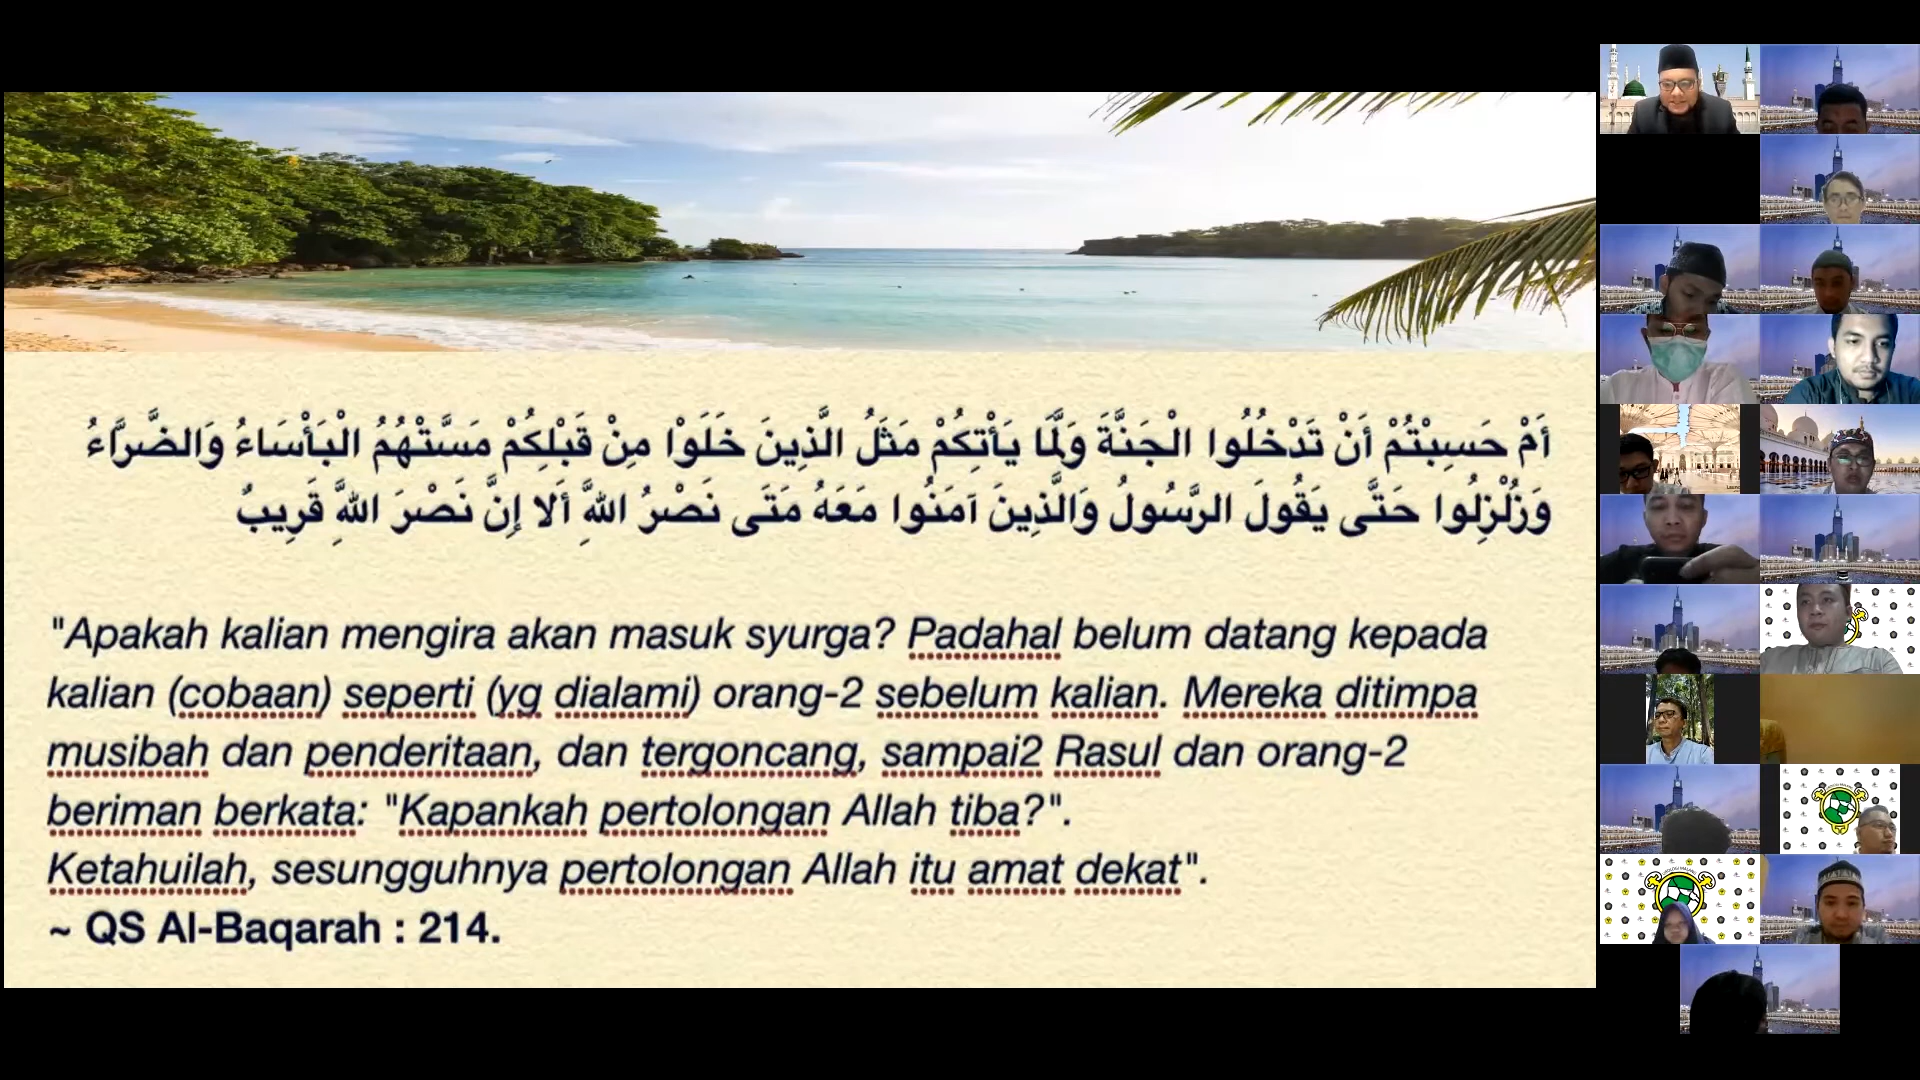 أَمْ حَسِبْتُمْ أَنْ تَدْخُلُوا الْجَنَّةَ وَلَمَّا يَأْتِكُمْ مَثَلُ الَّذِينَ خَلَوْا مِنْ قَبْلِكُمْ مَسَّتْهُمُ الْبَأْسَاءُ وَالضَّرَّاءُ
وَزُلْزِلُوا حَتَّى يَقُولَ الرَّسُولُ وَالَّذِينَ آمَنُوا مَعَهُ مَتَى نَصْرُ اللَّهِ أَلا إِنَّ نَصْرَ اللَّهِ قَرِيبٌ
"Apakah kalian mengira akan masuk syurga? Padahal belum datang kepada
kalian (cobaan) seperti (yg dialami) orang-2 sebelum kalian. Mereka ditimpa
musibah dan penderitaan, dan tergoncang, sampai2 Rasul dan orang-2
beriman berkata: "Kapankah pertolongan Allah tiba?".
Ketahuilah, sesungguhnya pertolongan Allah itu amat dekat".
~ QS Al-Baqarah : 214.